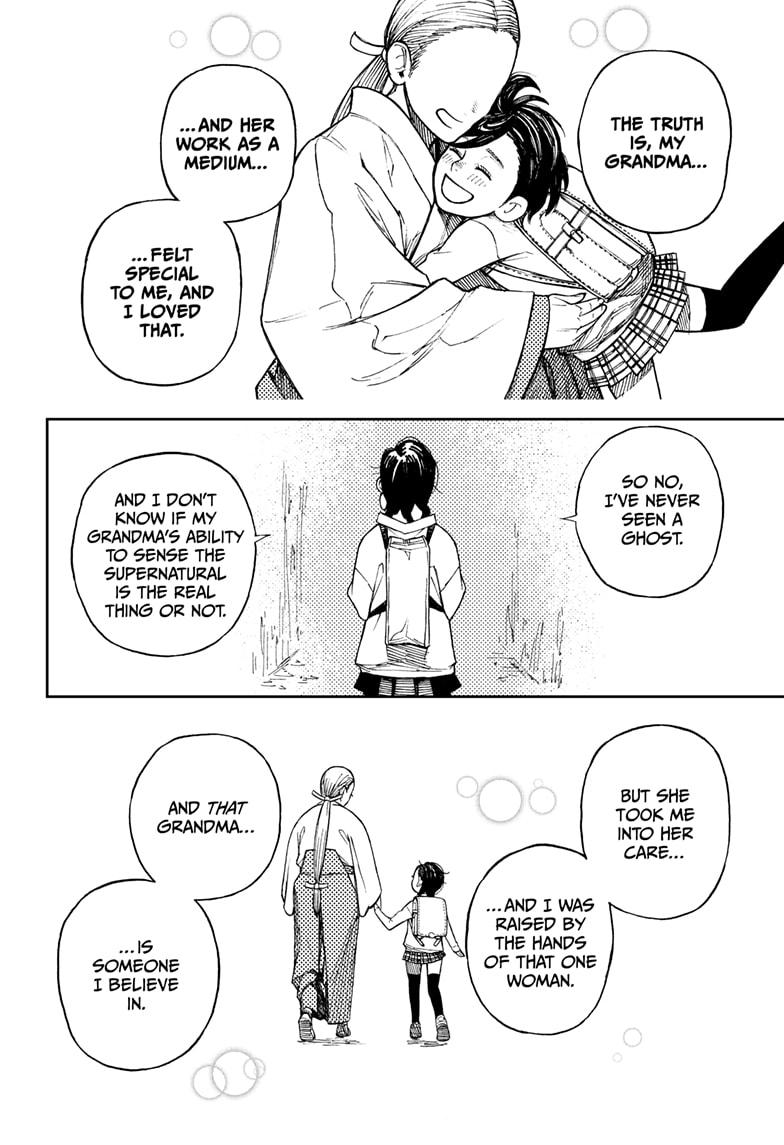 THE TRUTH
IS, MY
GRANDMA...
...AND HER
WORK AS A
MEDIUM...
...FELT
SPECIAL
TO ME, AND
I LOVED
THAT.
SO NO,
I'VE NEVER
SEEN A
GHOST.
AND I DON'T
KNOW IF MY
GRANDMA'S ABILITY
TO SENSE THE
SUPERNATURAL
IS THE REAL
THING OR NOT.
BUT SHE
TOOK ME
INTO HER
CARE...
...AND I WAS
RAISED BY
THE HANDS
OF THAT ONE
WOMAN.
AND THAT
GRANDMA...
...IS
SOMEONE
I BELIEVE
IN.